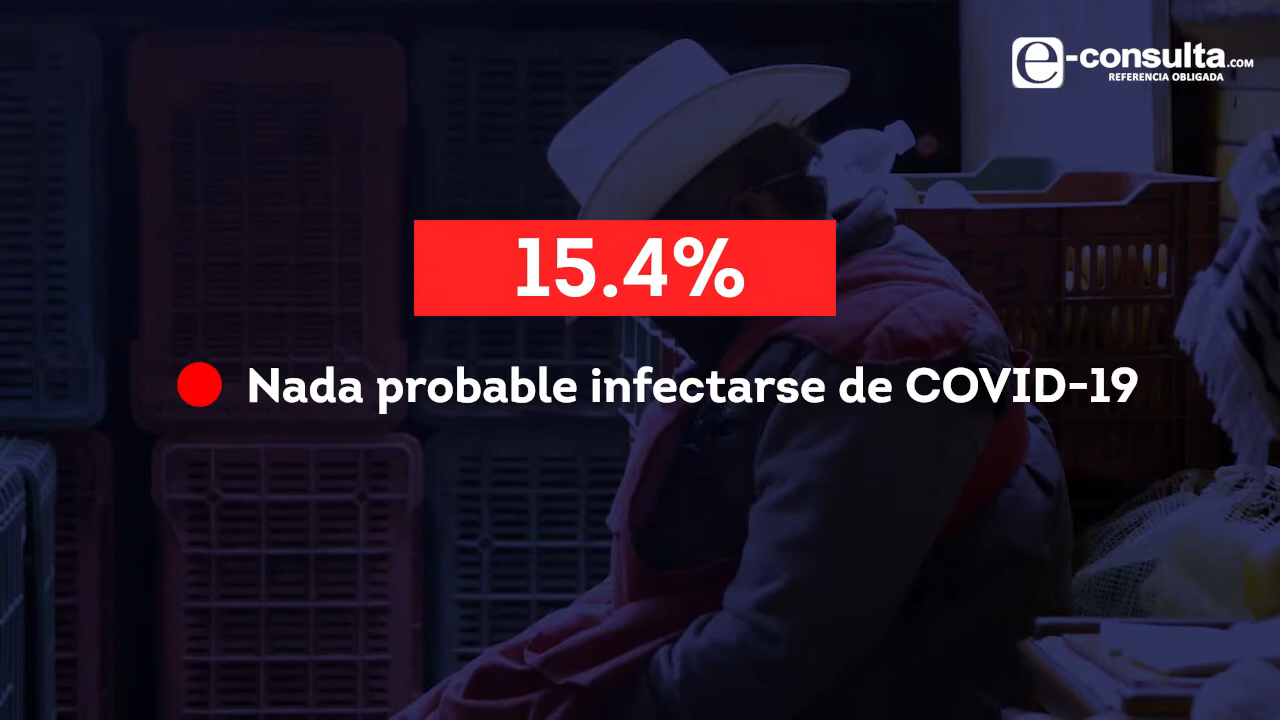 e-consulta.COM
REFERENCIA OBLIGADA
15.4%
Nada probable infectarse de COVID-19